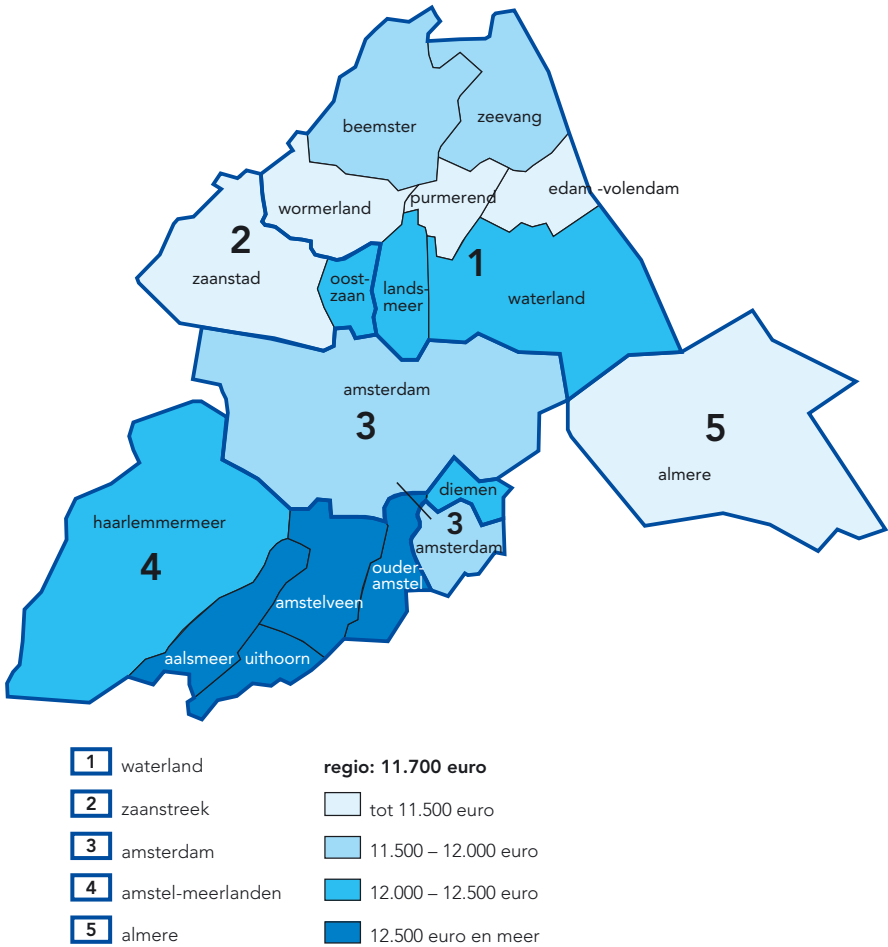 beemster
zeevang
edam -volendam
purmerend
wormerland
2
zaanstad
oost-
zaan
lands-
meer
1
waterland
amsterdam
3
5
almere
diemen
3
amsterdam
haarlemmermeer
4
ouder-
amstel
amstelveen
aalsmeer
uithoorn
1 waterland
2 zaanstreek
3 amsterdam
4 amstel-meerlanden
5 almere
regio: 11.700 euro
tot 11.500 euro
11.500 – 12.000 euro
12.000 – 12.500 euro
12.500 euro en meer